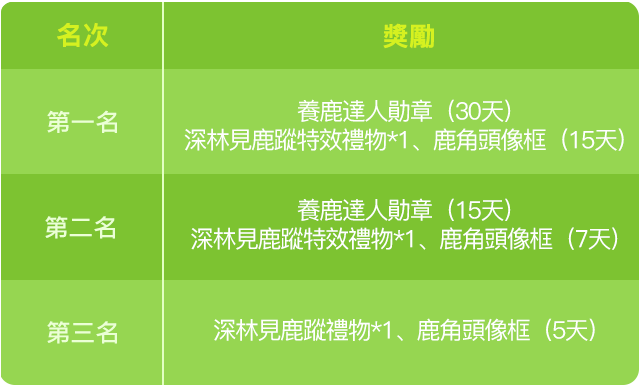 名次
獎勵
第一名
養鹿達人勛章（30天）
深林見鹿蹤特效禮物*1、鹿角頭像框（15天）
第二名
養鹿達人勛章（15天）
深林見鹿蹤特效禮物*1、鹿角頭像框（7天）
第三名
深林見鹿蹤禮物*1、鹿角頭像框（5天）